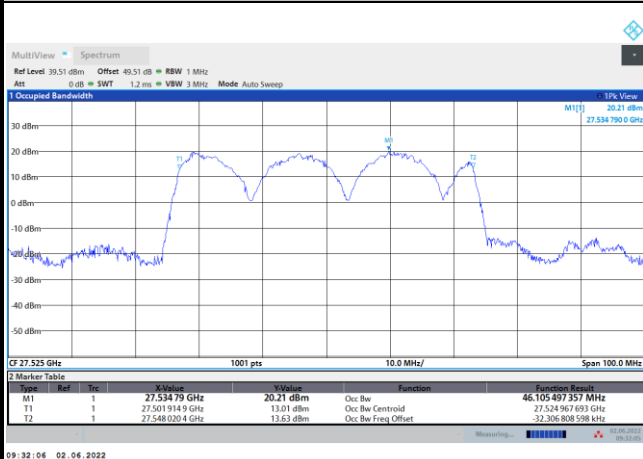 MultiView Spectrum
Ref Level 39.51 dBm Offset 49.51 dB RBW 1 MHz
Att 0 dB SWT 1.2 ms VBW 3 MHz Mode Auto Sweep
1 Occupied Bandwidth 1Pk View
M1[1] 20.21 dBm
27.534 790 0 GHz
30 dBm
M1
20 dBm
T1 T2
10 dBm
0 dBm
-10 dBm
-20 dBm
-30 dBm
-40 dBm
-50 dBm
CF 27.525 GHz 1001 pts 10.0 MHz/ Span 100.0 MHz
2 Marker Table
Type Ref Trc X-Value Y-Value Function Function Result
M1 1 27.534 79 GHz 20.21 dBm Occ Bw 46.105 497 357 MHz
T1 1 27.501 914 9 GHz 13.01 dBm Occ Bw Centroid 27.524 967 693 GHz
T2 1 27.548 020 4 GHz 13.63 dBm Occ Bw Freq Offset -32.306 808 598 kHz
Measuring... 02.06.2022
09:32:05
09:32:06 02.06.2022